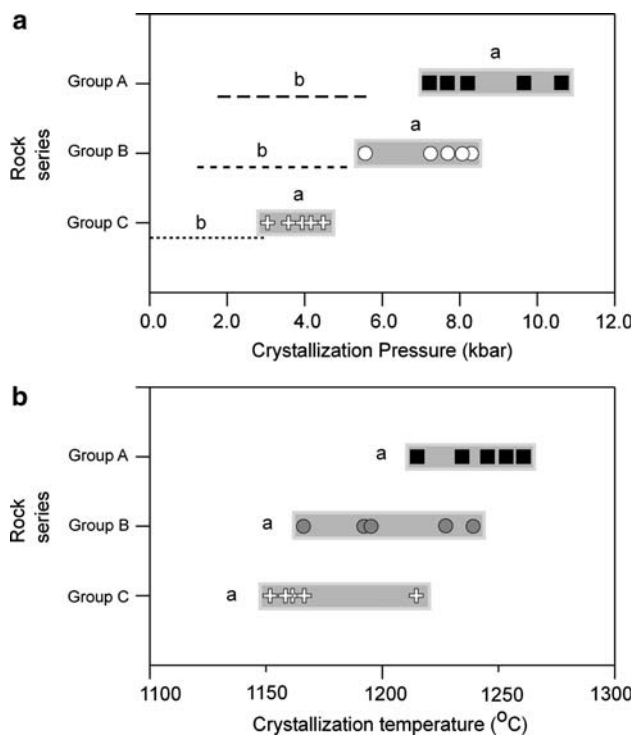 a
a
Group A
b
a
Group B
b
a
Group C
b
Rock
series
0.0 2.0 4.0 6.0 8.0 10.0 12.0
Crystallization Pressure (kbar)
b
Group A
a
Group B
a
Group C
a
Rock
series
1100 1150 1200 1250 1300
Crystallization temperature (°C)